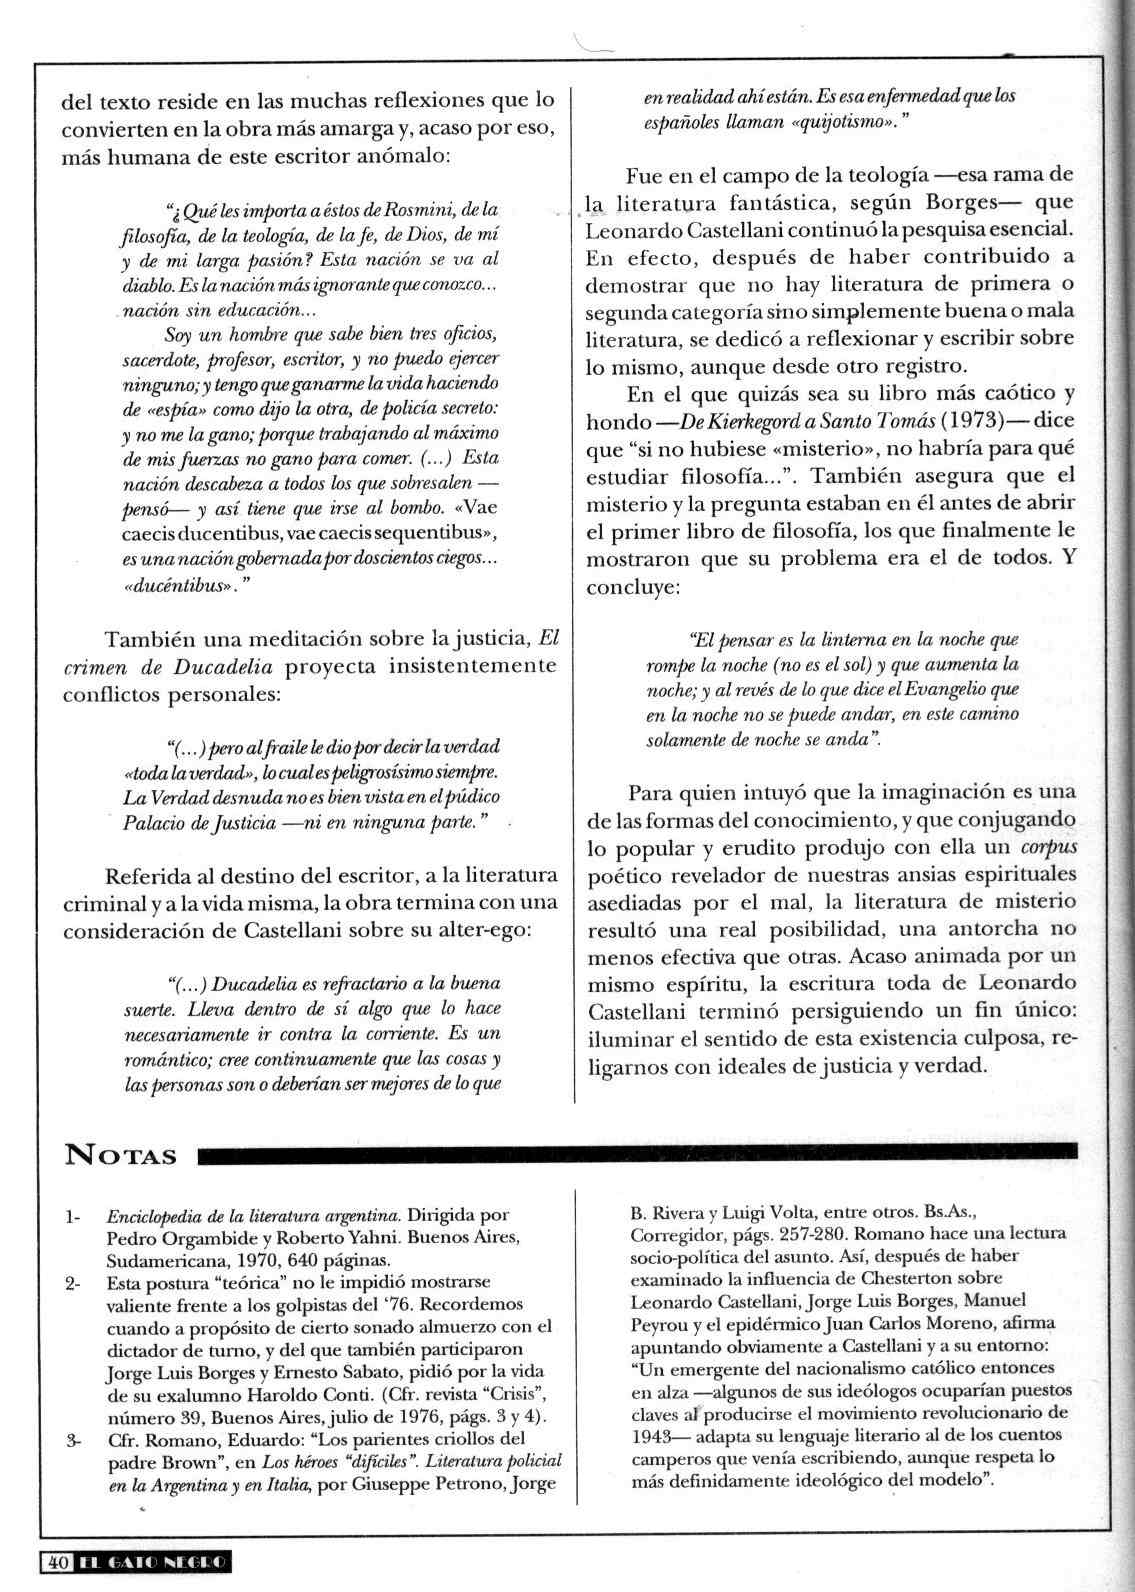 del texto reside en las muchas reflexiones que lo
convierten en la obra más amarga y, acaso por eso,
más humana de este escritor anómalo:
“¿Qué les importa a éstos de Rosmini, de la
filosofía, de la teología, de la fe, de Dios, de mí
y de mi larga pasión? Esta nación se va al
diablo. Es la nación más ignorante que conozco...
nación sin educación...
Soy un hombre que sabe bien tres oficios,
sacerdote, profesor, escritor, y no puedo ejercer
ninguno; y tengo que ganarme la vida haciendo
de «espía» como dijo la otra, de policía secreto:
y no me la gano; porque trabajando al máximo
de mis fuerzas no gano para comer. (...) Esta
nación descabeza a todos los que sobresalen —
pensó— y así tiene que irse al bombo. «Vae
caecis ducentibus, vae caecis sequentibus»,
es una nación gobernada por doscientos ciegos...
«ducéntibus».”
También una meditación sobre la justicia, El
crimen de Ducadelia proyecta insistentemente
conflictos personales:
“(...) pero al fraile le dio por decir la verdad
«toda la verdad», lo cual es peligrosísimo siempre.
La Verdad desnuda no es bien vista en el púdico
Palacio de Justicia —ni en ninguna parte.”
Referida al destino del escritor, a la literatura
criminal y a la vida misma, la obra termina con una
consideración de Castellani sobre su alter-ego:
“(...) Ducadelia es refractario a la buena
suerte. Lleva dentro de sí algo que lo hace
necesariamente ir contra la corriente. Es un
romántico; cree continuamente que las cosas y
las personas son o deberían ser mejores de lo que
en realidad ahí están. Es esa enfermedad que los
españoles llaman «quijotismo».”
Fue en el campo de la teología —esa rama de
la literatura fantástica, según Borges— que
Leonardo Castellani continuó la pesquisa esencial.
En efecto, después de haber contribuido a
demostrar que no hay literatura de primera o
segunda categoría sino simplemente buena o mala
literatura, se dedicó a reflexionar y escribir sobre
lo mismo, aunque desde otro registro.
En el que quizás sea su libro más caótico y
hondo —De Kierkegord a Santo Tomás (1973)— dice
que “si no hubiese «misterio», no habría para qué
estudiar filosofía...”. También asegura que el
misterio y la pregunta estaban en él antes de abrir
el primer libro de filosofía, los que finalmente le
mostraron que su problema era el de todos. Y
concluye:
“El pensar es la linterna en la noche que
rompe la noche (no es el sol) y que aumenta la
noche; y al revés de lo que dice el Evangelio que
en la noche no se puede andar, en este camino
solamente de noche se anda”.
Para quien intuyó que la imaginación es una
de las formas del conocimiento, y que conjugando
lo popular y erudito produjo con ella un corpus
poético revelador de nuestras ansias espirituales
asediadas por el mal, la literatura de misterio
resultó una real posibilidad, una antorcha no
menos efectiva que otras. Acaso animada por un
mismo espíritu, la escritura toda de Leonardo
Castellani terminó persiguiendo un fin único:
iluminar el sentido de esta existencia culposa, re-
ligarnos con ideales de justicia y verdad.
NOTAS
1- Enciclopedia de la literatura argentina. Dirigida por
Pedro Orgambide y Roberto Yahni. Buenos Aires,
Sudamericana, 1970, 640 páginas.
2- Esta postura “teórica” no le impidió mostrarse
valiente frente a los golpistas del ‘76. Recordemos
cuando a propósito de cierto sonado almuerzo con el
dictador de turno, y del que también participaron
Jorge Luis Borges y Ernesto Sabato, pidió por la vida
de su exalumno Haroldo Conti. (Cfr. revista “Crisis”,
número 39, Buenos Aires, julio de 1976, págs. 3 y 4).
3- Cfr. Romano, Eduardo: “Los parientes criollos del
padre Brown”, en Los héroes “difíciles”. Literatura policial
en la Argentina y en Italia, por Giuseppe Petrono, Jorge
B. Rivera y Luigi Volta, entre otros. Bs.As.,
Corregidor, págs. 257-280. Romano hace una lectura
socio-política del asunto. Así, después de haber
examinado la influencia de Chesterton sobre
Leonardo Castellani, Jorge Luis Borges, Manuel
Peyrou y el epidérmico Juan Carlos Moreno, afirma
apuntando obviamente a Castellani y a su entorno:
“Un emergente del nacionalismo católico entonces
en alza —algunos de sus ideólogos ocuparían puestos
claves al producirse el movimiento revolucionario de
1943— adapta su lenguaje literario al de los cuentos
camperos que venía escribiendo, aunque respeta lo
más definidamente ideológico del modelo”.
40 EL GATO NEGRO